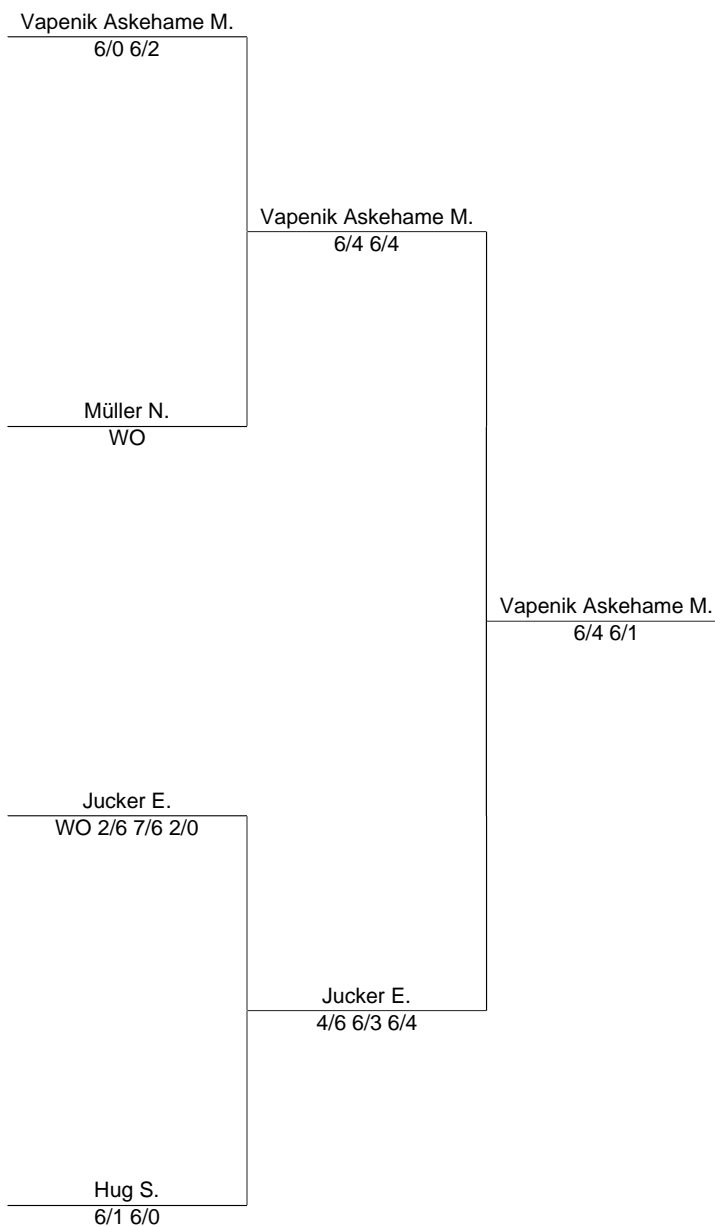 Vapenik Askehame M.
6/0 6/2
Vapenik Askehame M.
6/4 6/4
Müller N.
WO
Vapenik Askehame M.
6/4 6/1
Jucker E.
WO 2/6 7/6 2/0
Jucker E.
4/6 6/3 6/4
Hug S.
6/1 6/0